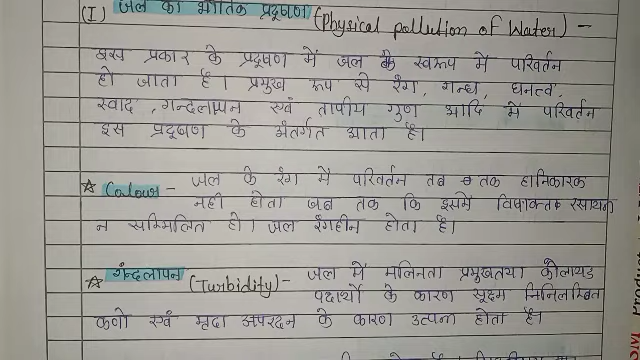 (I) जल का भौतिक प्रदूषण (Physical pollution of Water) –
इस प्रकार के प्रदूषण में जल के स्वरूप में परिवर्तन
हो जाता है। प्रमुख रूप से रंग, गन्ध, घनत्व,
स्वाद, गन्दलापन एवं तापीय गुण आदि में परिवर्तन
इस प्रदूषण के अंतर्गत आता है।
☆ Colour – जल के रंग में परिवर्तन तब तक हानिकारक
नही होता जब तक कि इसमें विषाक्त रसायन
न सम्मिलित हो। जल रंगहीन होता है।
☆ गंन्दलापन (Turbidity) – जल में मलिनता प्रमुखतया कोलायड
पदार्थो के कारण सूक्ष्म
कणो एवं मृदा अपरदन के कारण उत्पन्न होता है।